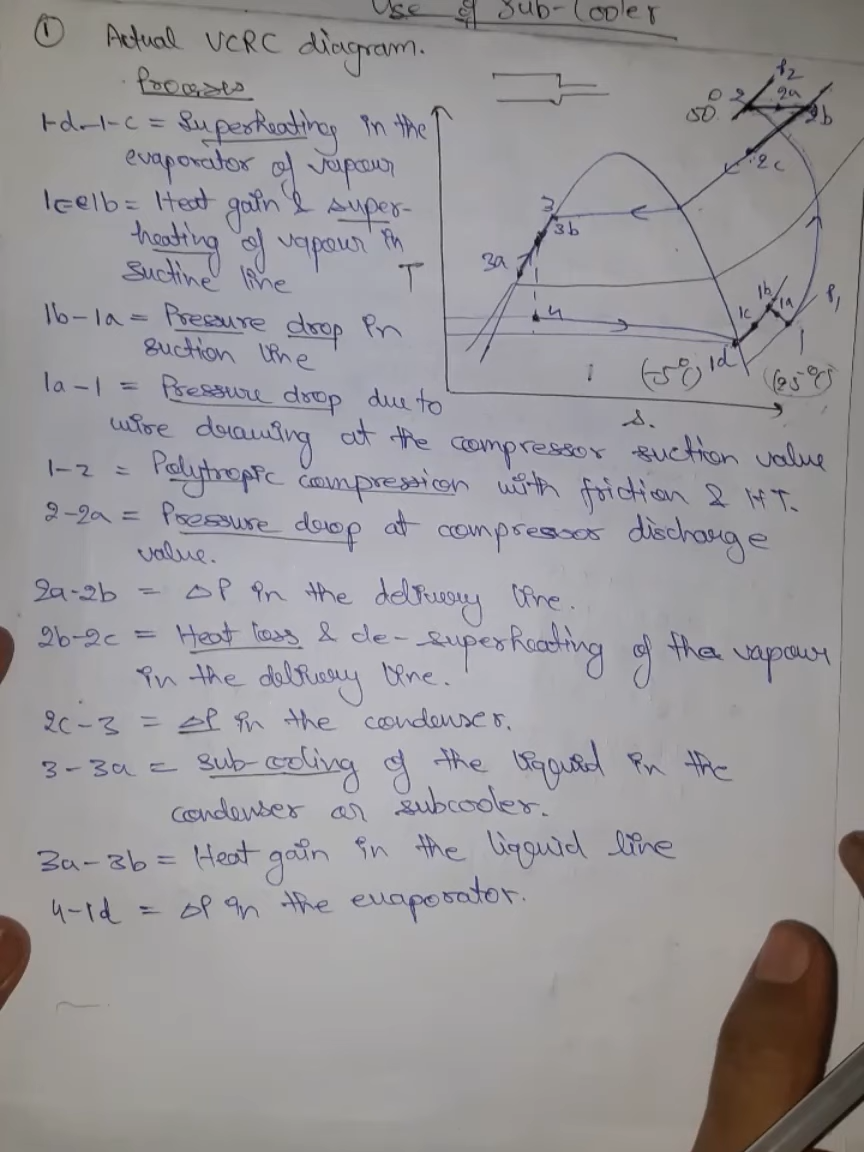 Use of Sub-Cooler
① Actual VCRC diagram.
Process
1-d-1-c = Superheating in the
evaporator of vapour
1c-1b = Heat gain & super-
heating of vapour in
suctine line
1b-1a = Pressure drop in
suction line
1a-1 = Pressure drop due to
wire drawing at the compressor suction value
1-2 = Polytropic compression with friction & HT.
2-2a = Pressure drop at compressor discharge
value.
2a-2b = ΔP in the delivery line.
2b-2c = Heat loss & de-superheating of the vapour
in the delivery line.
2c-3 = ΔP in the condenser.
3-3a = Sub-cooling of the liquid in the
condenser or subcooler.
3a-3b = Heat gain in the liquid line
4-1d = ΔP in the evaporator.
T
s.
P2
50
2
2a
2b
2c
3
3b
3a
4
1b
1a
P1
1c
1d
1
(-5°C)
(25°C)